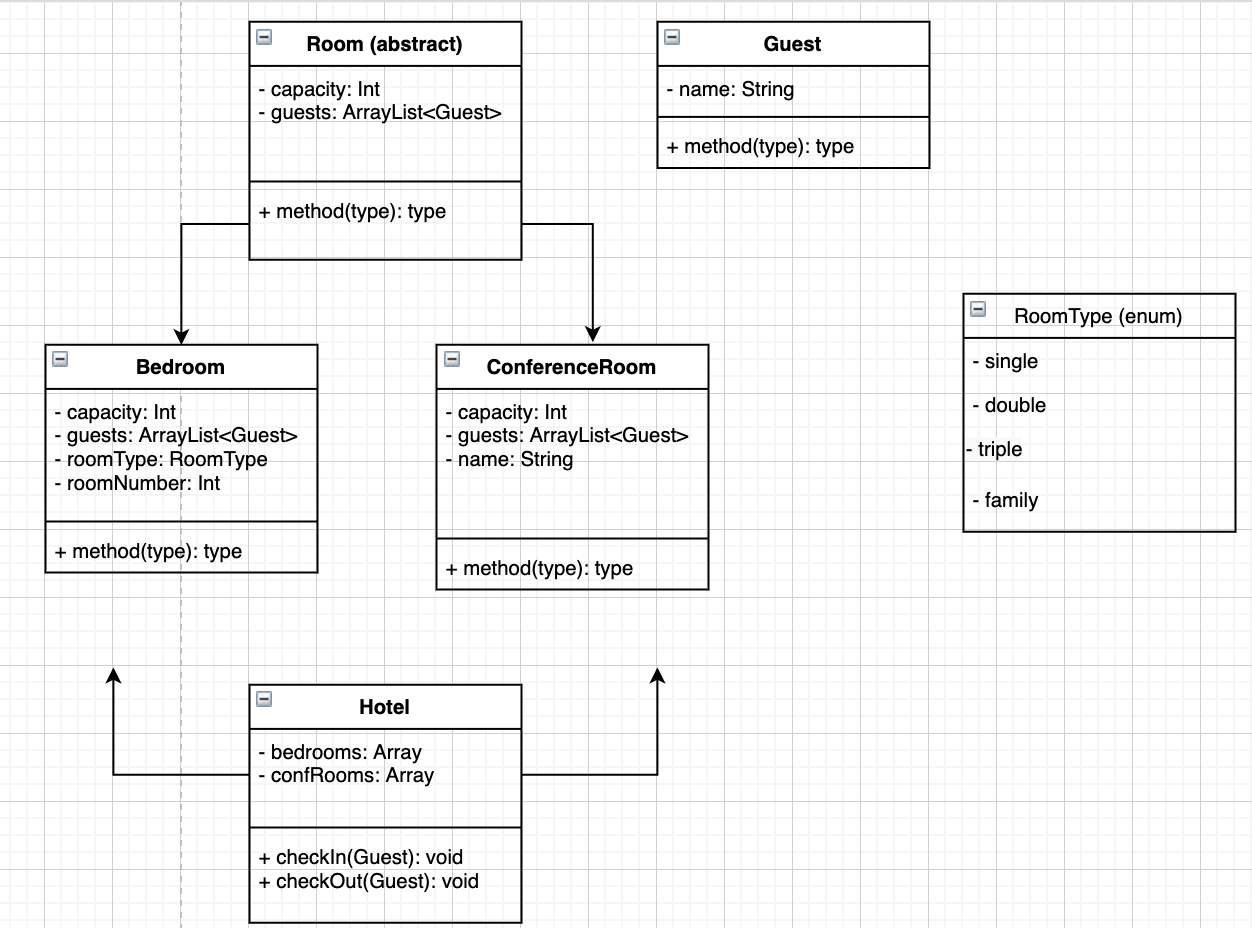 Room (abstract)
- capacity: Int
- guests: ArrayList<Guest>
+ method(type): type
Guest
- name: String
+ method(type): type
Bedroom
- capacity: Int
- guests: ArrayList<Guest>
- roomType: RoomType
- roomNumber: Int
+ method(type): type
ConferenceRoom
- capacity: Int
- guests: ArrayList<Guest>
- name: String
+ method(type): type
RoomType (enum)
- single
- double
- triple
- family
Hotel
- bedrooms: Array
- confRooms: Array
+ checkIn(Guest): void
+ checkOut(Guest): void